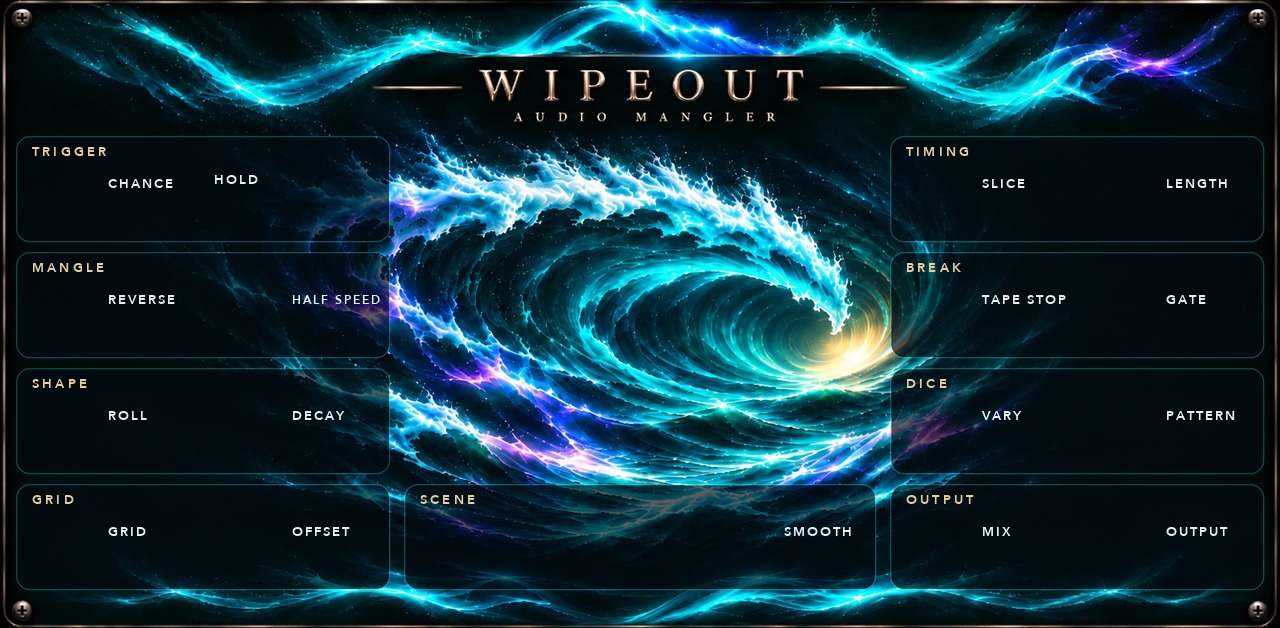 WIPEOUT
AUDIO MANGLER
TRIGGER
CHANCE HOLD
TIMING
SLICE LENGTH
MANGLE
REVERSE HALF SPEED
BREAK
TAPE STOP GATE
SHAPE
ROLL DECAY
DICE
VARY PATTERN
GRID
GRID OFFSET
SCENE
SMOOTH
OUTPUT
MIX OUTPUT